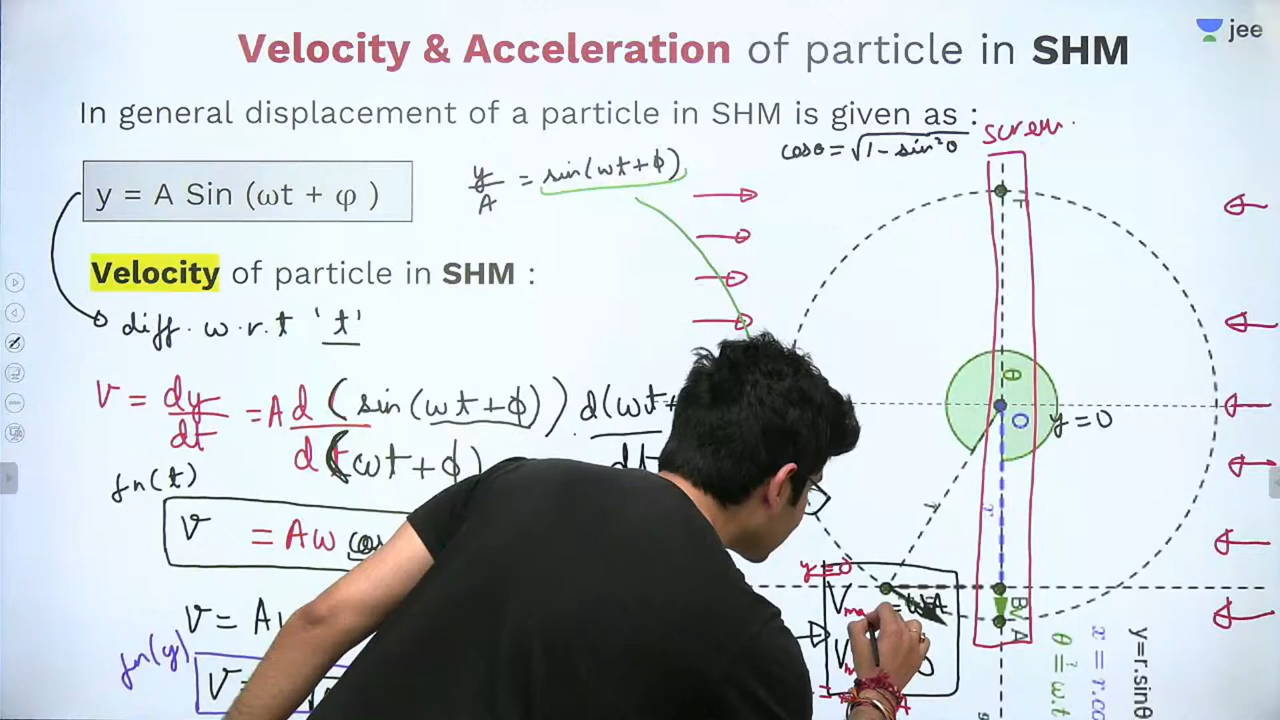 Velocity & Acceleration of particle in SHM
jee
In general displacement of a particle in SHM is given as :
screen
cosθ = √1 - sin²θ
y = A Sin (ωt + φ )
y/A = sin(ωt + ϕ)
Velocity of particle in SHM :
diff. w.r.t 't'
θ
O
y = 0
v = dy/dt = A d(sin(ωt + ϕ))/d(ωt + ϕ) . d(ωt+
fn(t)
r
r
v = Aω cos
y = 0
V = ωA
B
A
v = A
fn(y)
v
y=r.sinθ
θ = ω.t